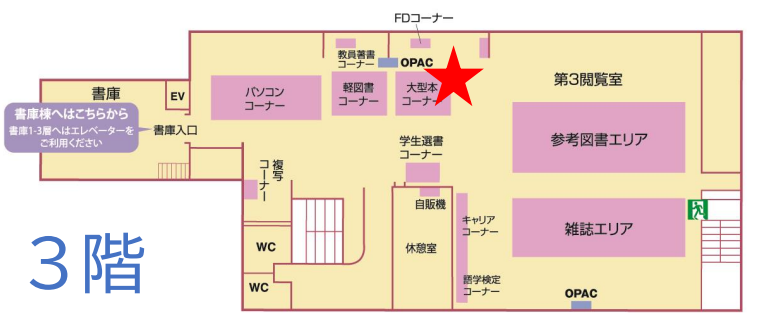 FDコーナー
教員著書
コーナー
OPAC
書庫
EV
パソコン
コーナー
軽図書
コーナー
大型本
コーナー
第3閲覧室
書庫棟へはこちらから
書庫1-3層へはエレベーターを
ご利用ください
書庫入口
参考図書エリア
学生選書
コーナー
複写
コーナー
自販機
キャリア
コーナー
雑誌エリア
WC
休憩室
3階
WC
語学検定
コーナー
OPAC